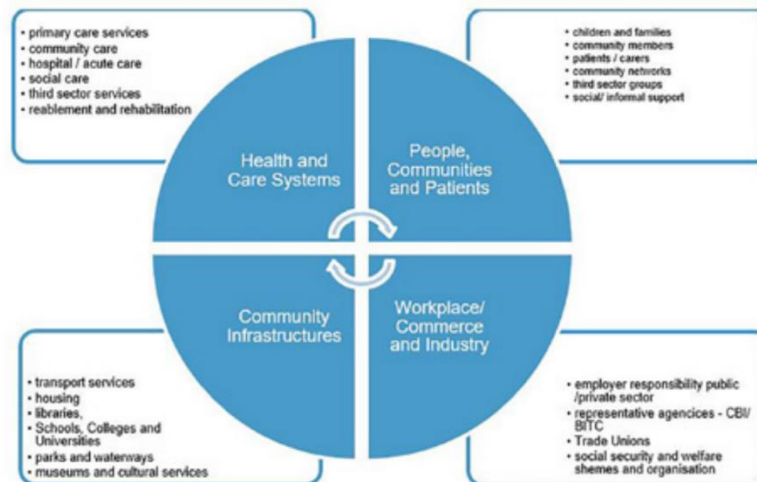 • primary care services
• community care
• hospital / acute care
• social care
• third sector services
• reablement and rehabilitation
• children and families
• community members
• patients / carers
• community networks
• third sector groups
• social/ informal support
Health and
Care Systems
People,
Communities
and Patients
Community
Infrastructures
Workplace/
Commerce
and Industry
• transport services
• housing
• libraries,
• Schools, Colleges and
Universities
• parks and waterways
• museums and cultural services
• employer responsibility public
/private sector
• representative agencices - CBI/
BITC
• Trade Unions
• social security and welfare
shemes and organisation